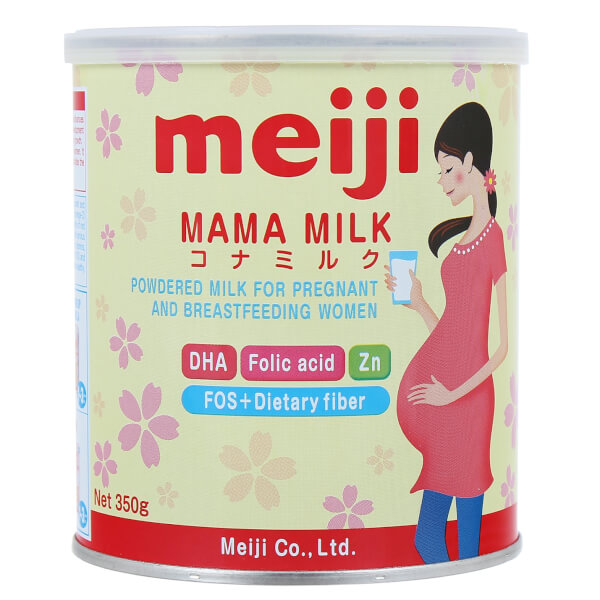 meiji
MAMA MILK
コナミルク
POWDERED MILK FOR PREGNANT
AND BREASTFEEDING WOMEN
DHA Folic acid Zn
FOS+Dietary fiber
Net 350g
Meiji Co., Ltd.